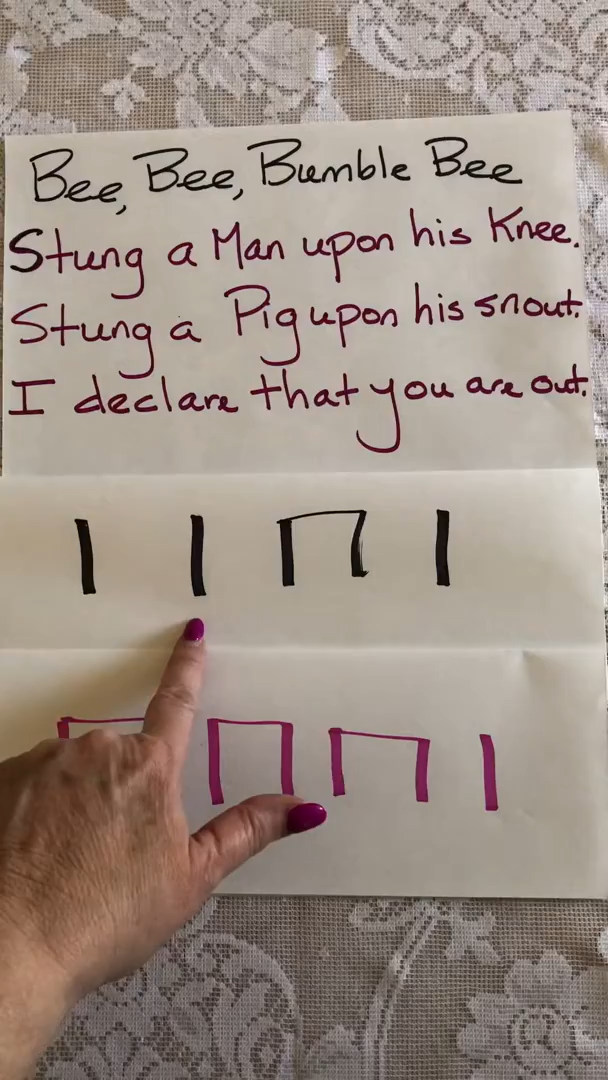 Bee, Bee, Bumble Bee
Stung a Man upon his Knee.
Stung a Pig upon his snout.
I declare that you are out.